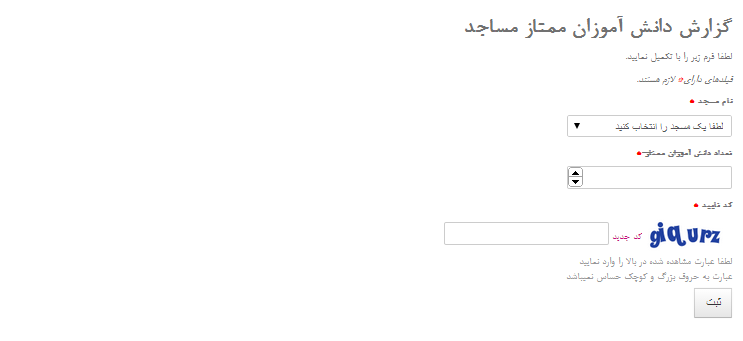 گزارش دانش آموزان ممتاز مساجد
لطفا فرم زیر را با تکمیل نمایید.
فیلدهای دارای* لازم هستند.
نام مسجد *
لطفا یک مسجد را انتخاب کنید
تعداد دانش آموزان ممتاز *
کد تایید *
giqurz کد جدید
لطفا عبارت مشاهده شده در بالا را وارد نمایید
عبارت به حروف بزرگ و کوچک حساس نمیباشد
ثبت